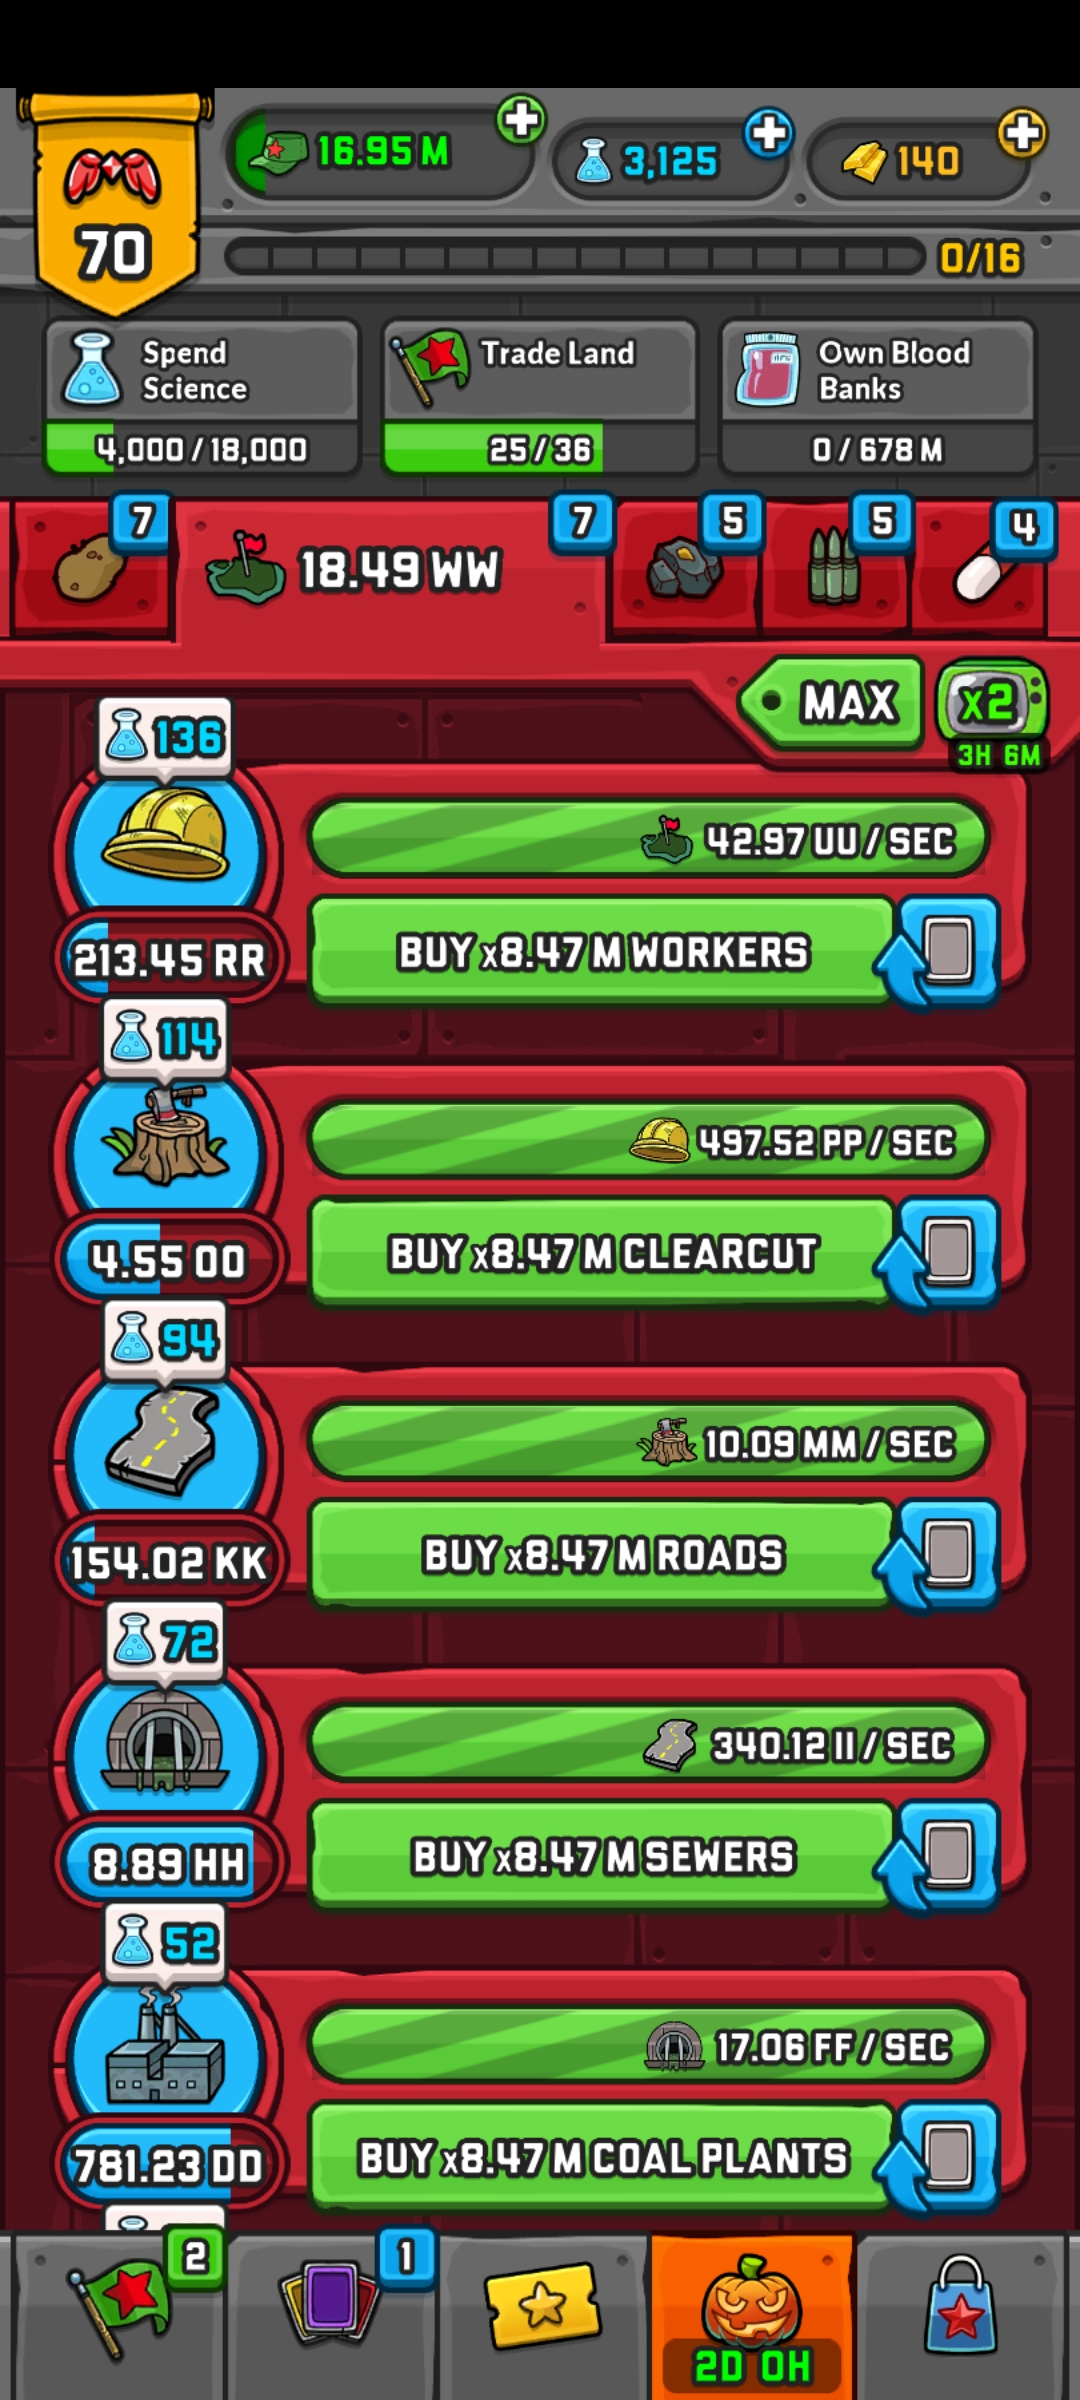 70
16.95 M
3,125
140
0/16
Spend
Science
4,000 / 18,000
Trade Land
25 / 36
Own Blood
Banks
0 / 678 M
7
18.49 WW
7
5
5
4
MAX
x2
3H 6M
136
42.97 UU / SEC
213.45 RR
BUY x8.47 M WORKERS
114
497.52 PP / SEC
4.55 OO
BUY x8.47 M CLEARCUT
94
10.09 MM / SEC
154.02 KK
BUY x8.47 M ROADS
72
340.12 II / SEC
8.89 HH
BUY x8.47 M SEWERS
52
17.06 FF / SEC
781.23 DD
BUY x8.47 M COAL PLANTS
2
1
2D 0H